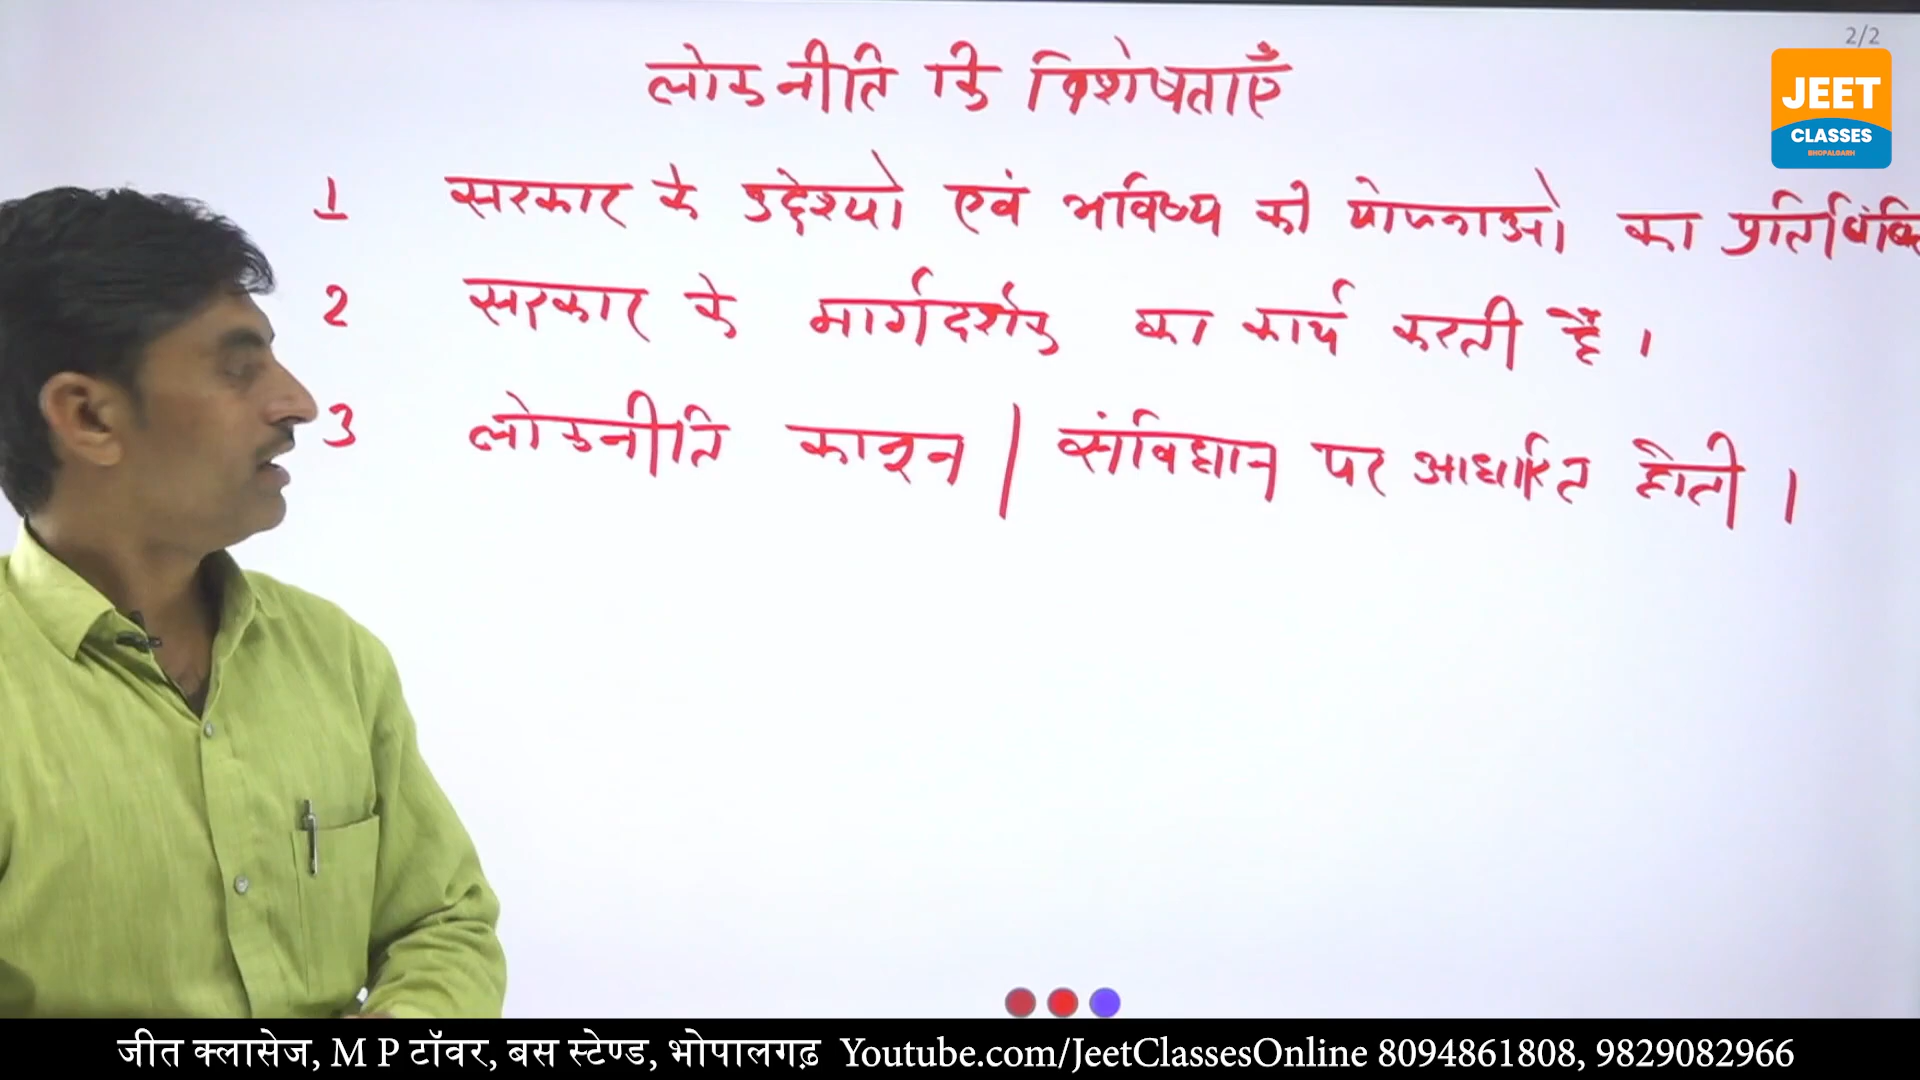 2/2
JEET
CLASSES
BHOPALGARH
लोकनीति कि विशेषताएँ
1 सरकार के उद्देश्यो एवं भविष्य की योजनाओ का प्रतिबिंबि
2 सरकार के मार्गदर्शक का कार्य करती हैं ।
3 लोकनीति कानून / संविधान पर आधारित होती ।
जीत क्लासेज, M P टॉवर, बस स्टेण्ड, भोपालगढ़ Youtube.com/JeetClassesOnline 8094861808, 9829082966